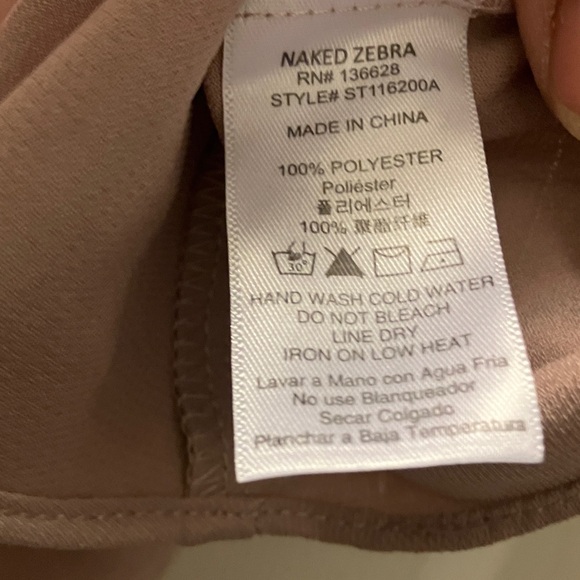 NAKED ZEBRA
RN# 136628
STYLE# ST116200A
MADE IN CHINA
100% POLYESTER
Poliéster
폴리에스터
100% 聚酯纤维
30°
HAND WASH COLD WATER
DO NOT BLEACH
LINE DRY
IRON ON LOW HEAT
Lavar a Mano con Agua Fria
No use Blanqueador
Secar Colgado
Planchar a Baja Temperatura